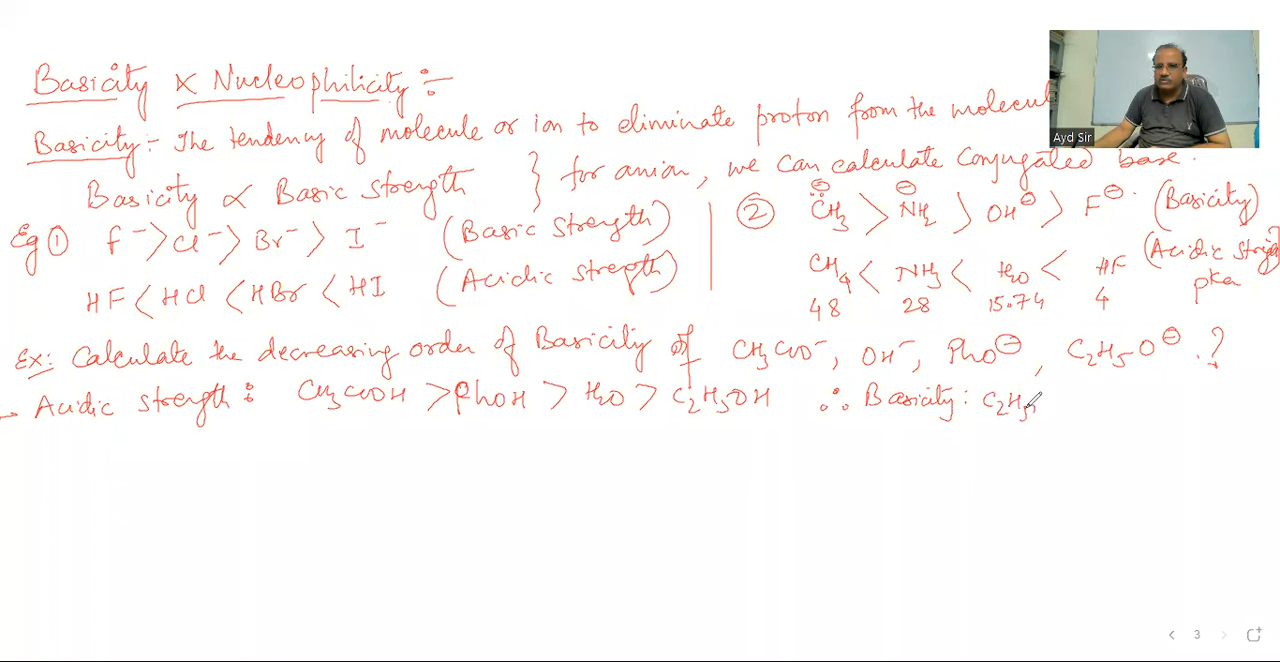 Basicity & Nucleophilicity :-
Basicity :- The tendency of molecule or ion to eliminate proton from the molecul
Basicity ∝ Basic strength } for anion, we can calculate conjugated base.
Eg ① F⁻ > Cl⁻ > Br⁻ > I⁻ (Basic strength)
HF < HCl < HBr < HI (Acidic strength)
② C̈H₃⊖ > NH₂⊖ > OH⊖ > F⊖. (Basicity)
CH₄ < NH₃ < H₂O < HF (Acidic streng
48 28 15.74 4 pka
Ex: Calculate the decreasing order of Basicity of CH₃COO⁻, OH⁻, PhO⊖, C₂H₅O⊖.?
→ Acidic strength : CH₃COOH > PhOH > H₂O > C₂H₅OH ∴ Basicity : C₂H₅
Ayd Sir
3